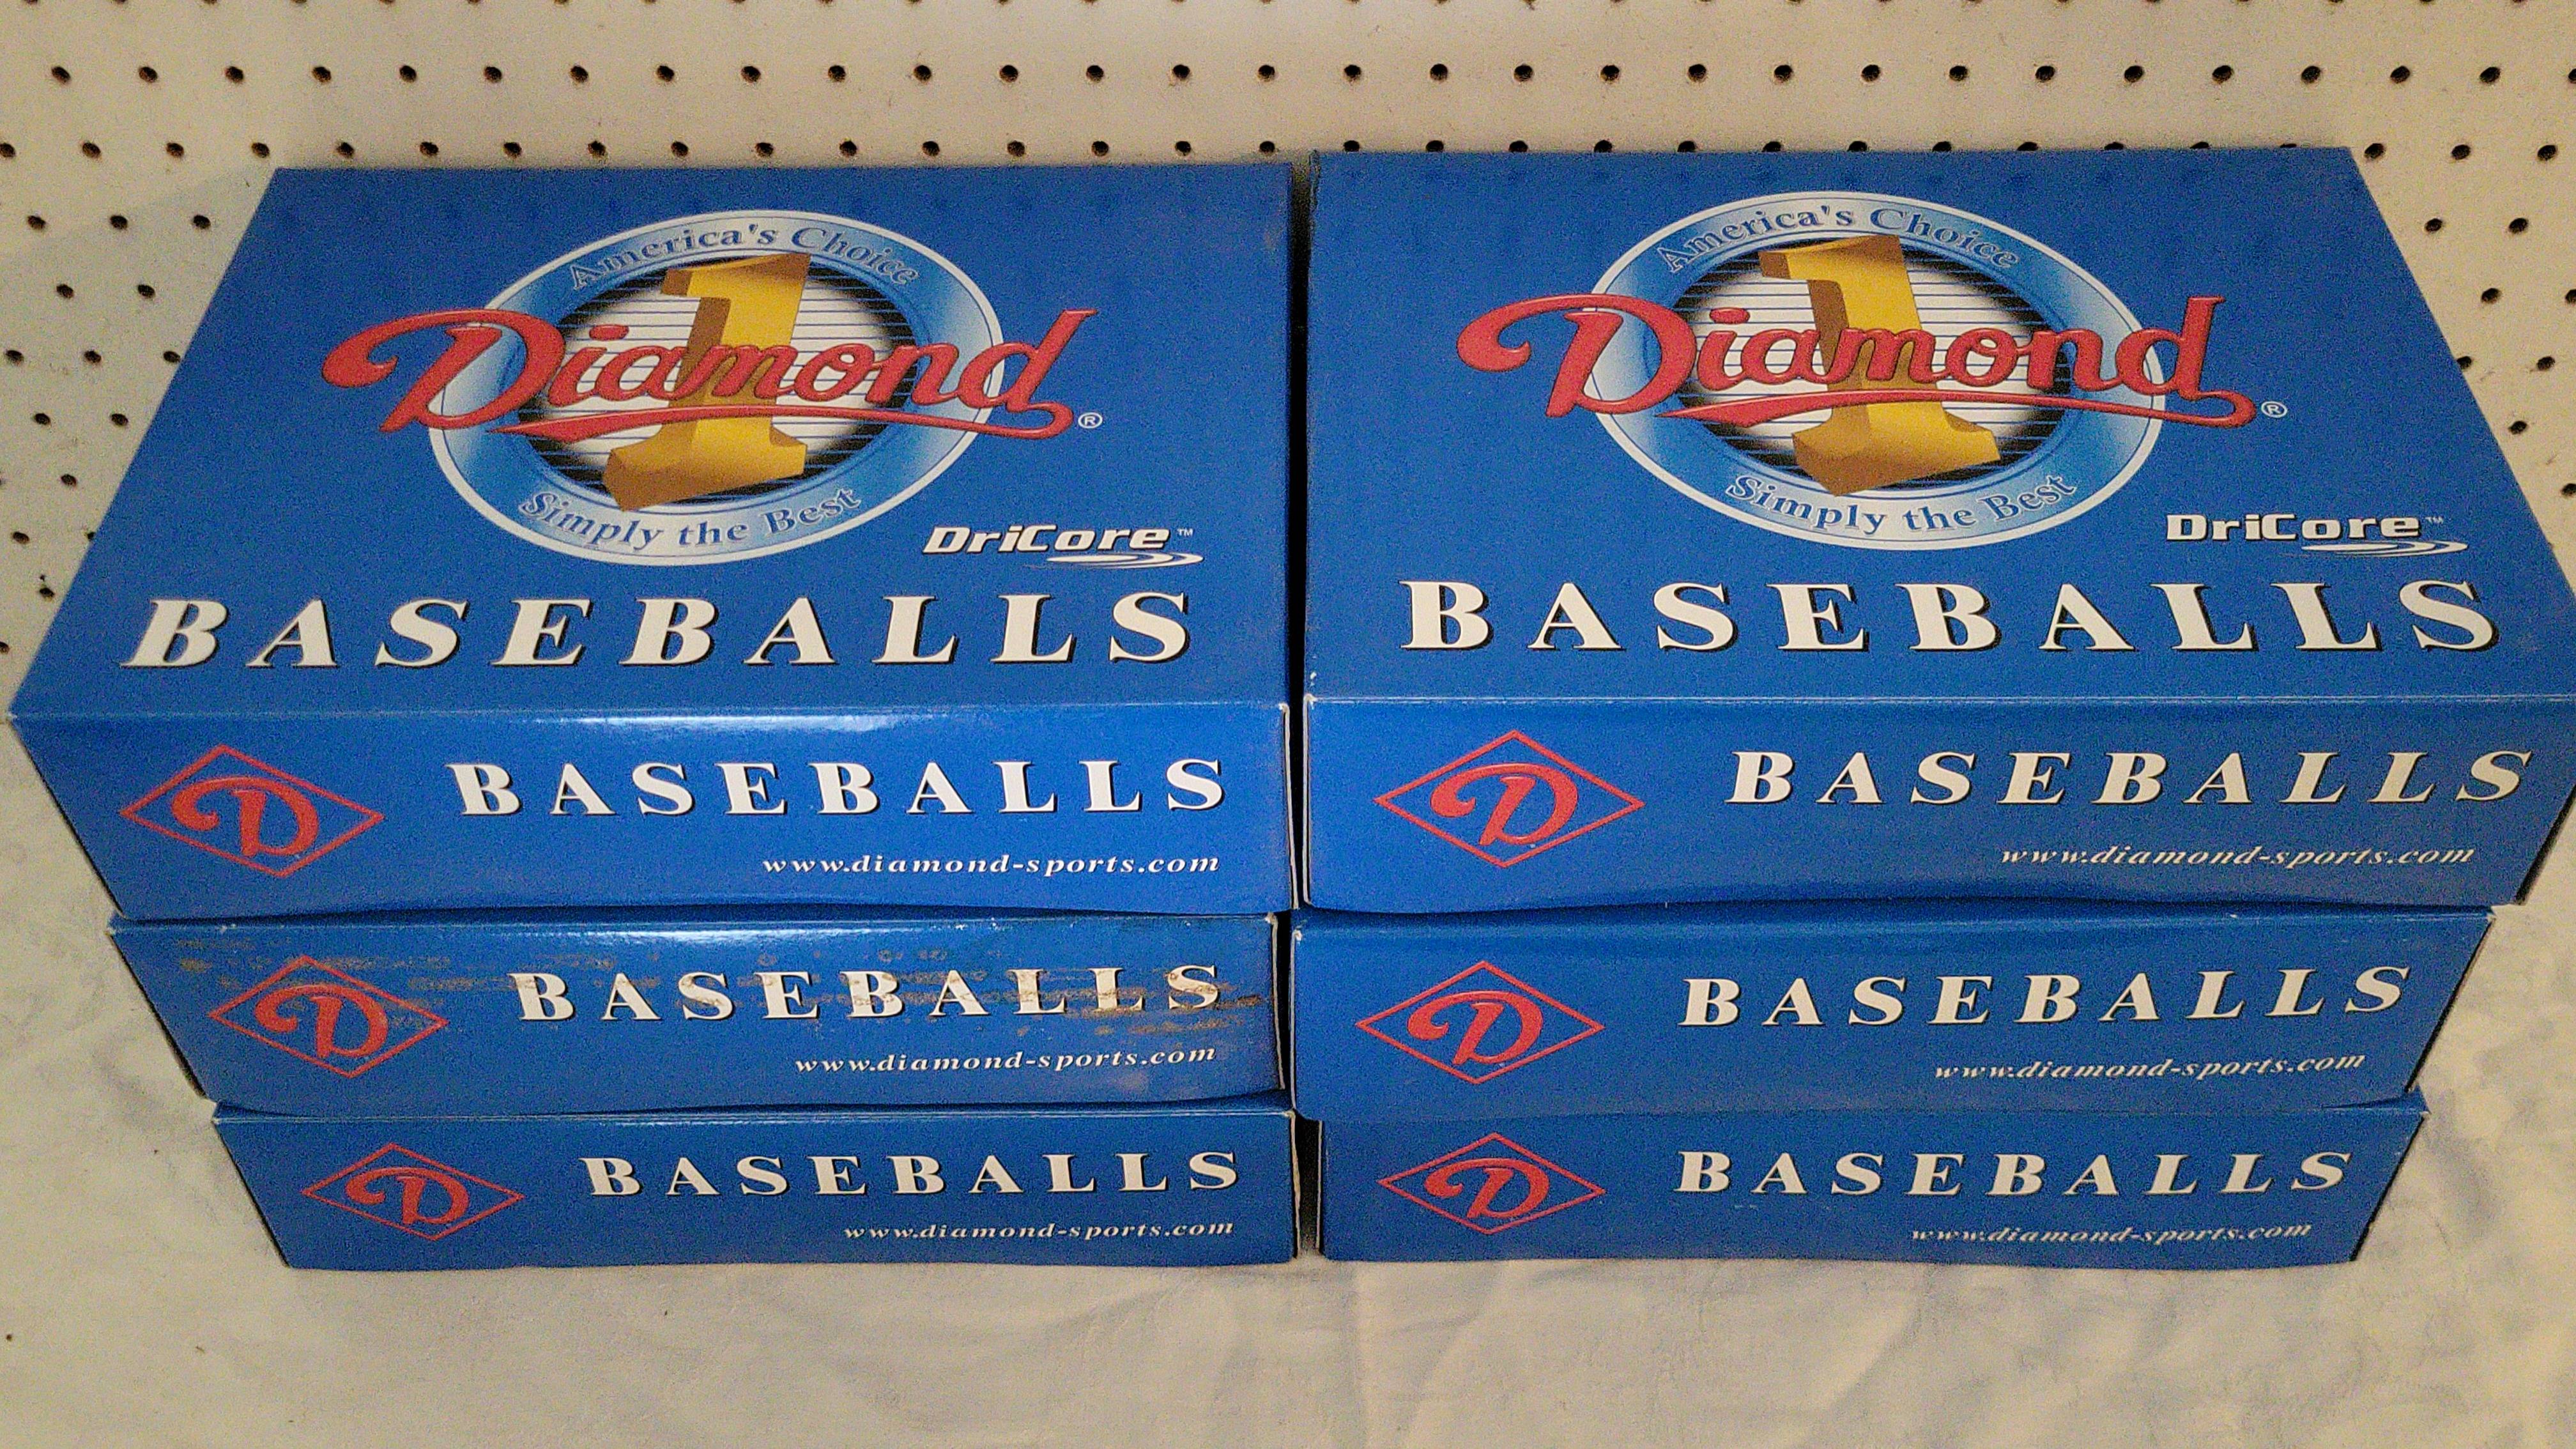 America's Choice
1
Diamond®
Simply the Best
DriCore™
BASEBALLS
D
BASEBALLS
www.diamond-sports.com
D
BASEBALLS
www.diamond-sports.com
D
BASEBALLS
www.diamond-sports.com
America's Choice
1
Diamond®
Simply the Best
DriCore™
BASEBALLS
D
BASEBALLS
www.diamond-sports.com
D
BASEBALLS
www.diamond-sports.com
D
BASEBALLS
www.diamond-sports.com